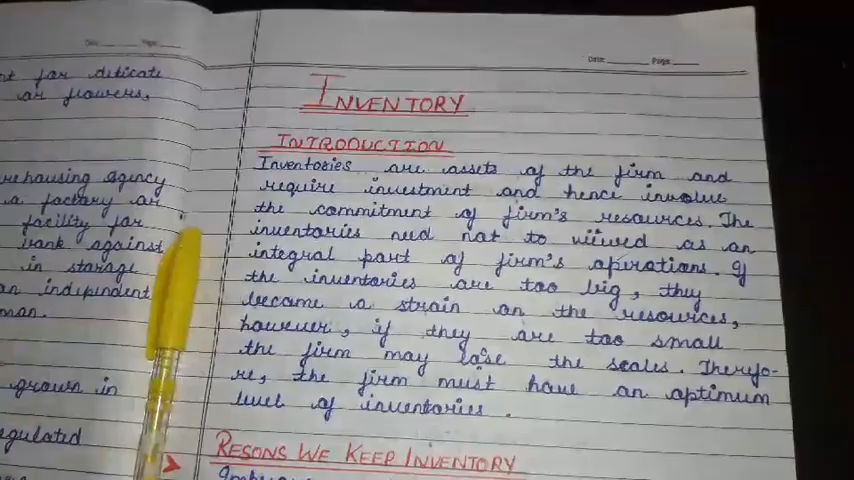 Date: Page:
nt for delicate
or flowers.
rehousing agency
a factory or
facility for
bank against
in storage
an independent
man.
grown in
egulated
Date: Page:
INVENTORY
INTRODUCTION
Inventories are assets of the firm and
require investment and hence involve
the commitment of firm's resources. The
inventories need not to viewed as an
integral part of firm's operations. If
the inventories are too big, they
became a strain on the resources,
however, if they are too small
the firm may lose the scales. Therefo-
re, the firm must have an optimum
level of inventories.
RESONS WE KEEP INVENTORY